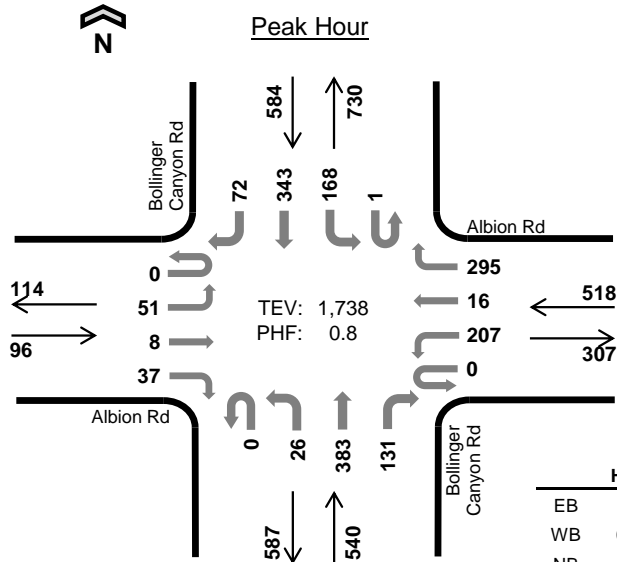 N
Peak Hour
584
730
Bollinger
Canyon Rd
72
343
168
1
Albion Rd
0
51
8
37
295
16
207
0
114
96
518
307
TEV: 1,738
PHF: 0.8
Albion Rd
0
26
383
131
Bollinger
Canyon Rd
587
540
EB
WB